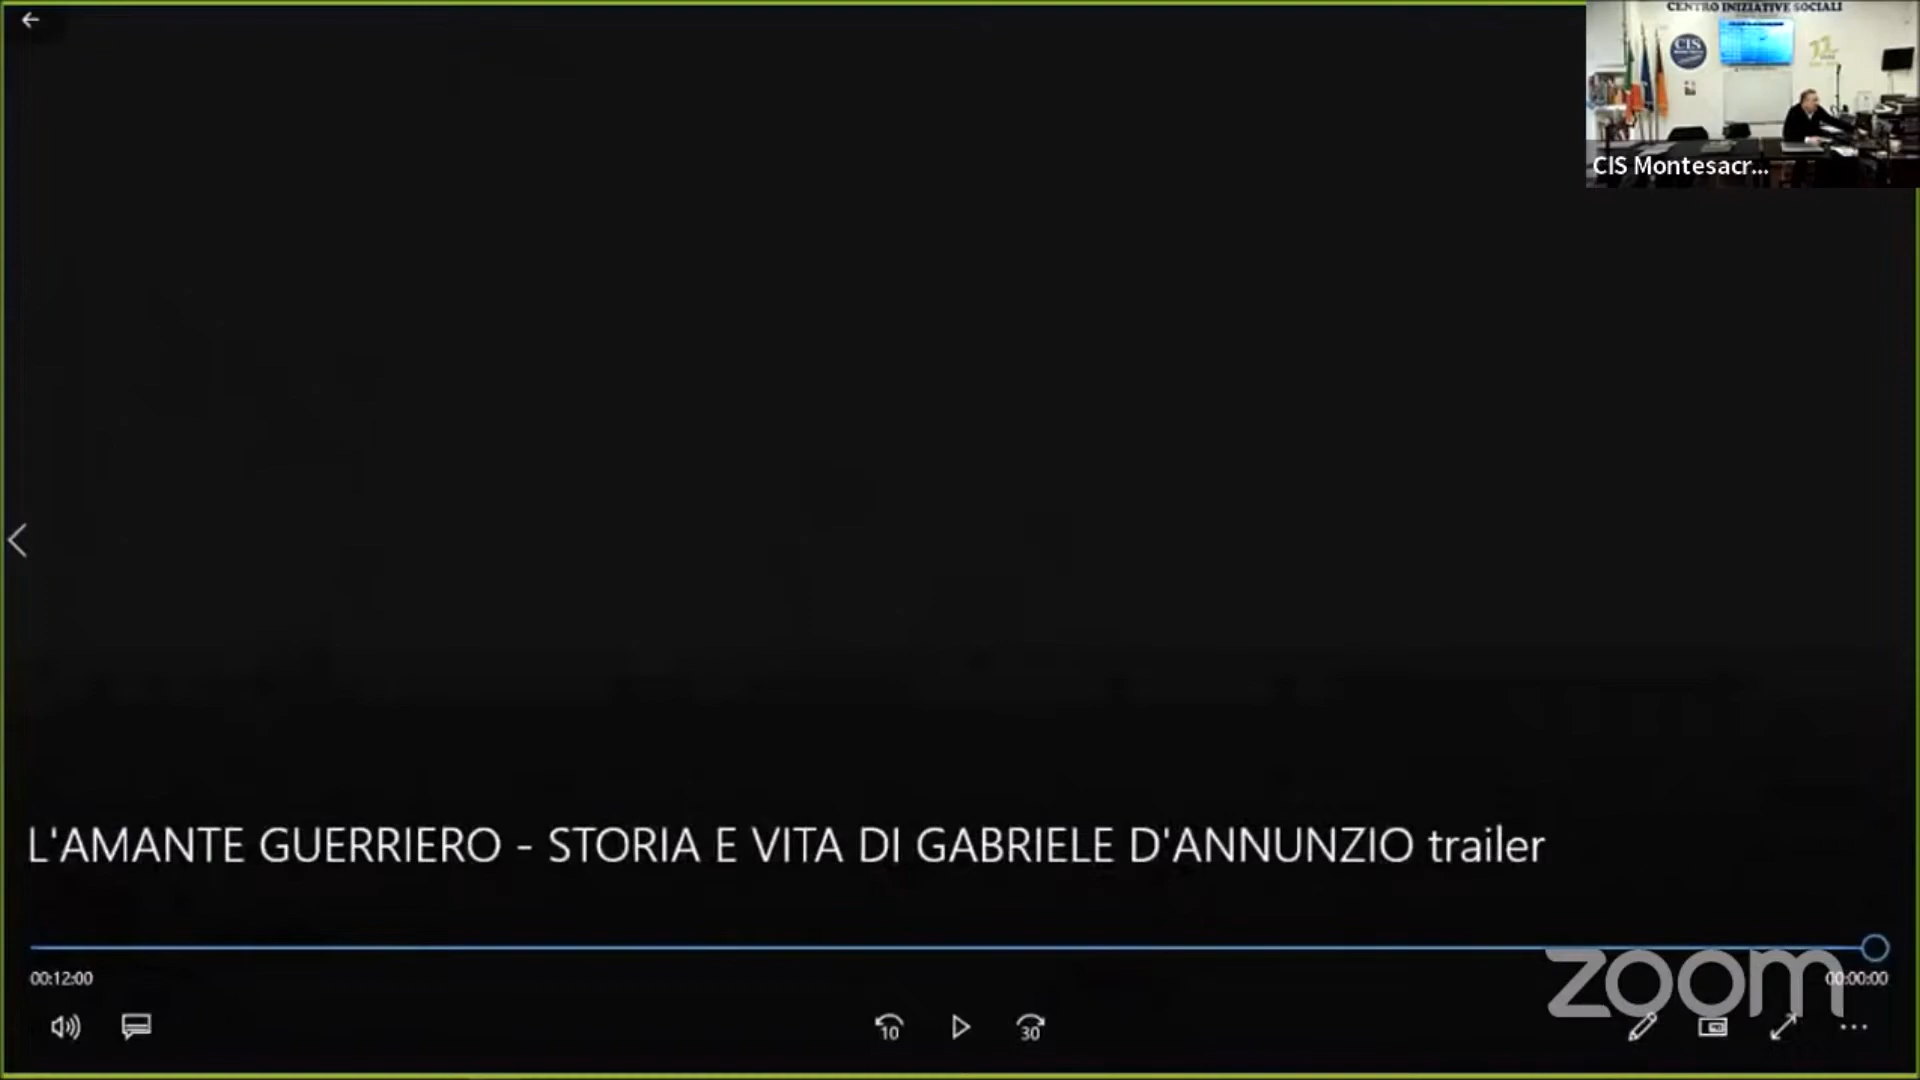 CENTRO INIZIATIVE SOCIALI
CIS
CIS Montesacr...
L'AMANTE GUERRIERO - STORIA E VITA DI GABRIELE D'ANNUNZIO trailer
00:12:00
00:00:00
zoom
10
30